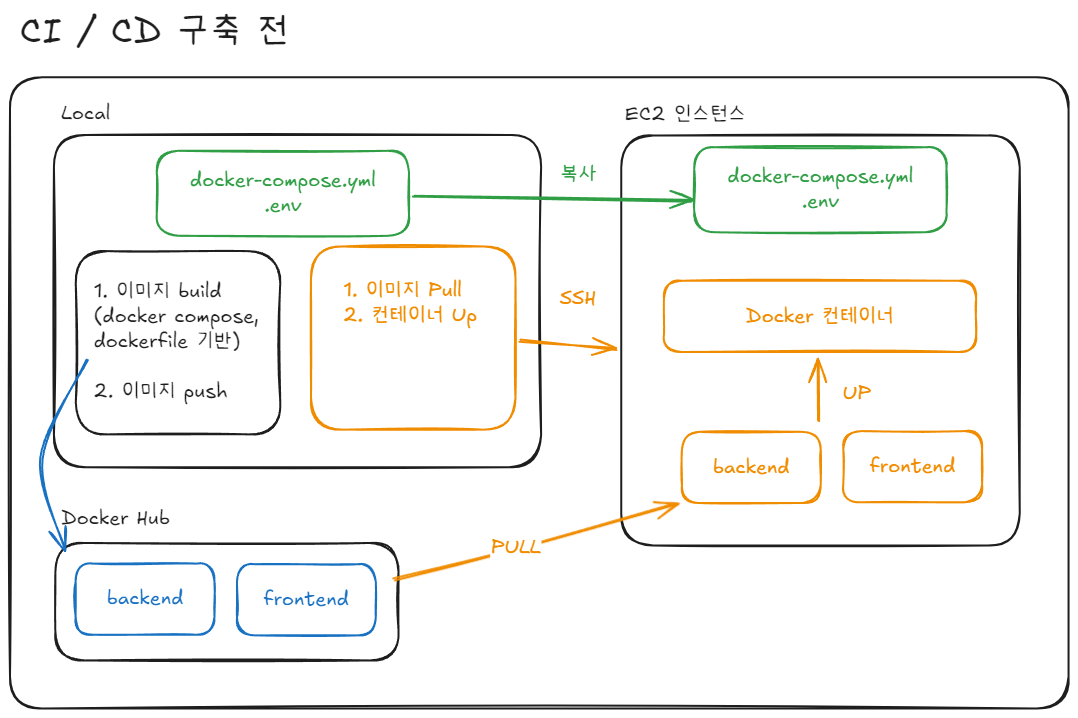 CI / CD 구축 전
Local
EC2 인스턴스
docker-compose.yml
.env
복사
docker-compose.yml
.env
1. 이미지 build
(docker compose,
dockerfile 기반)
2. 이미지 push
1. 이미지 Pull
2. 컨테이너 Up
SSH
Docker 컨테이너
UP
backend
frontend
Docker Hub
PULL
backend
frontend